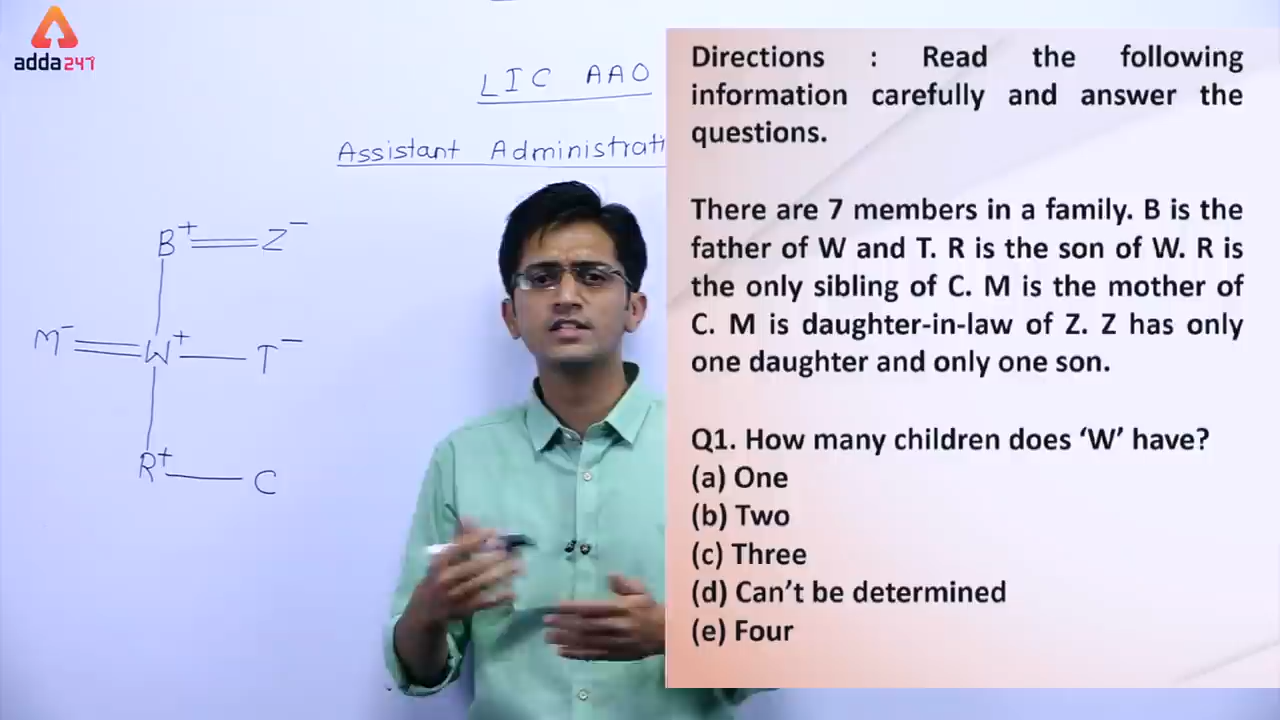 adda247
LIC AAO
Assistant Administrati
B+ = Z-
M- = W+ — T-
R+ — C
Directions : Read the following
information carefully and answer the
questions.
There are 7 members in a family. B is the
father of W and T. R is the son of W. R is
the only sibling of C. M is the mother of
C. M is daughter-in-law of Z. Z has only
one daughter and only one son.
Q1. How many children does ‘W’ have?
(a) One
(b) Two
(c) Three
(d) Can’t be determined
(e) Four